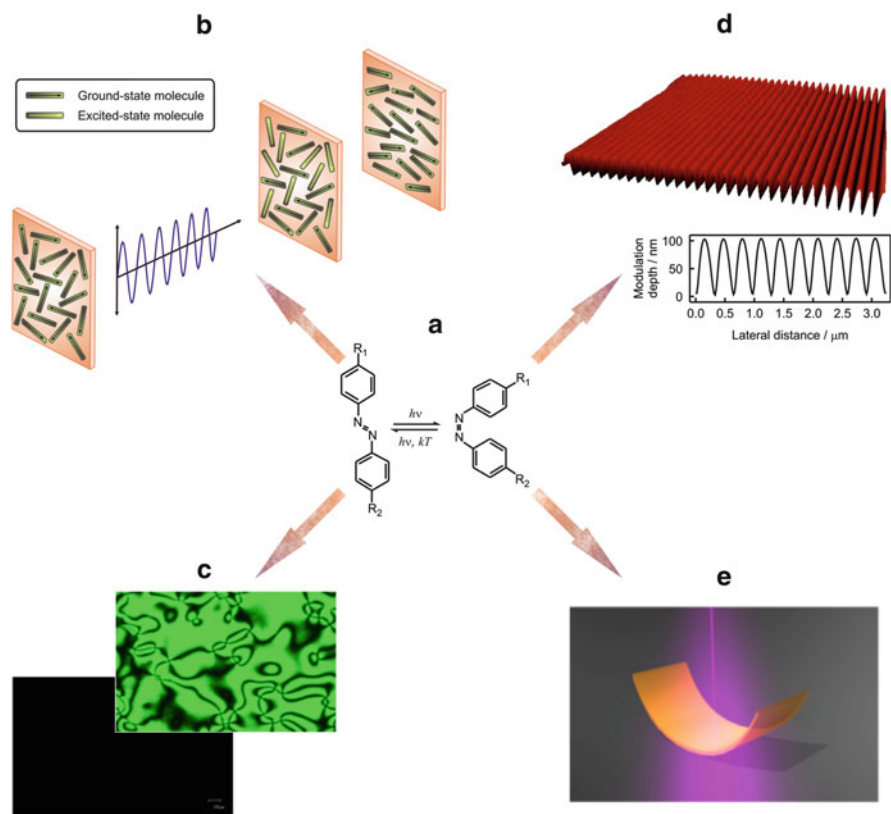 b
d
Ground-state molecule
Excited-state molecule
Modulation
depth / nm
100
50
0
0.0 0.5 1.0 1.5 2.0 2.5 3.0
Lateral distance / μm
a
R1
R1
N
N
N
N
hν
hν, kT
R2
R2
c
e